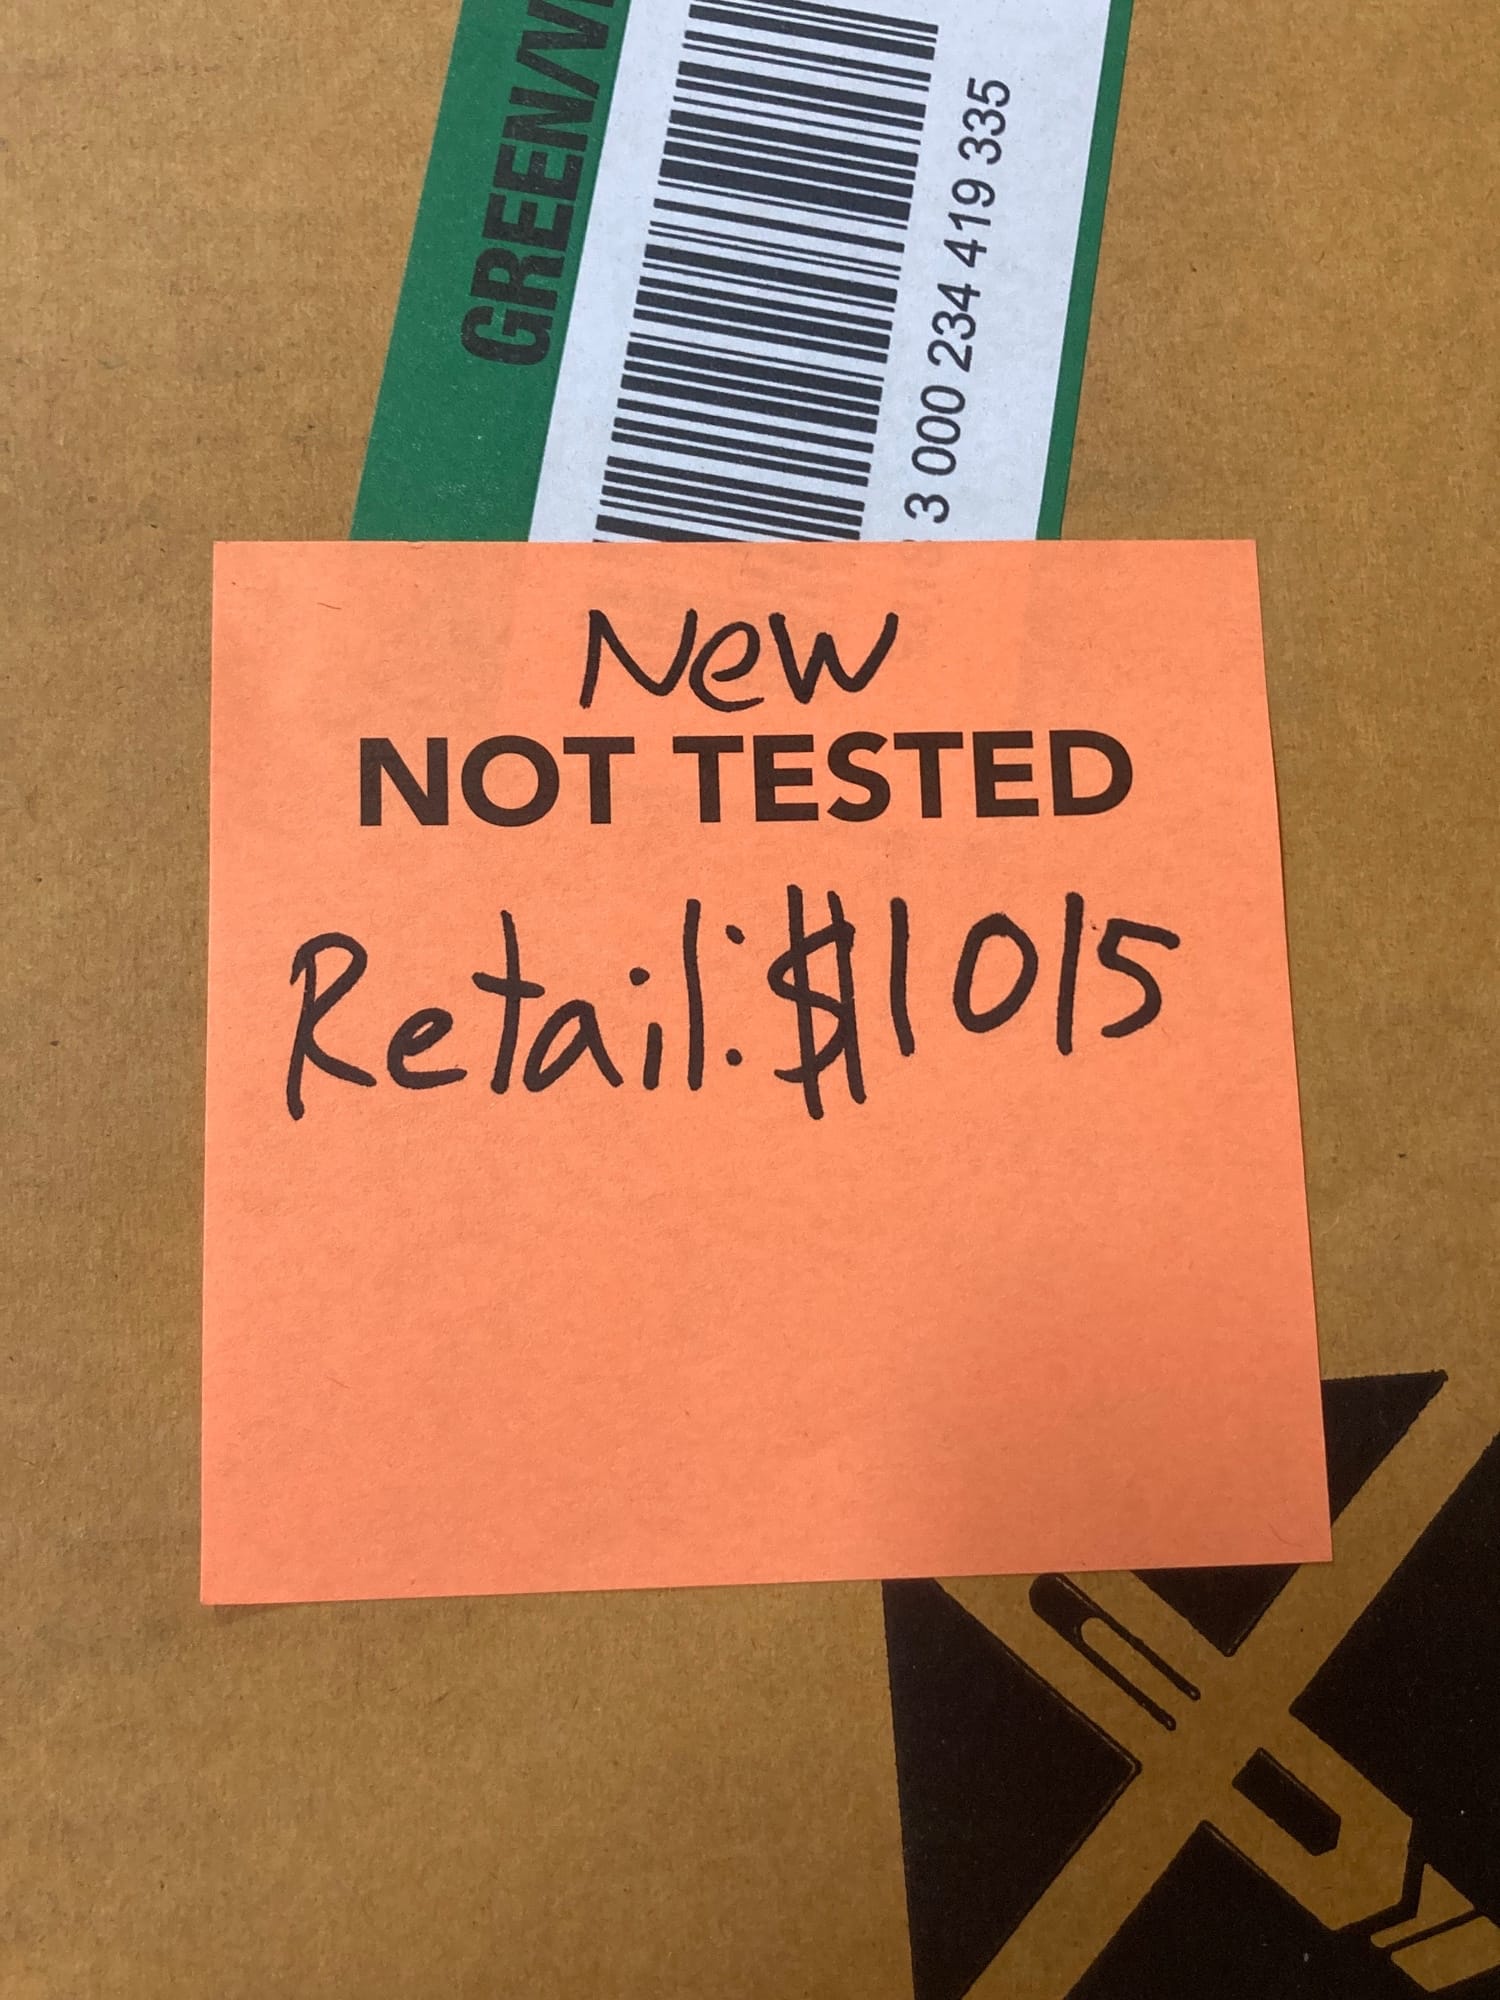 GREEN/
3 000 234 419 335
New
NOT TESTED
Retail: $1015